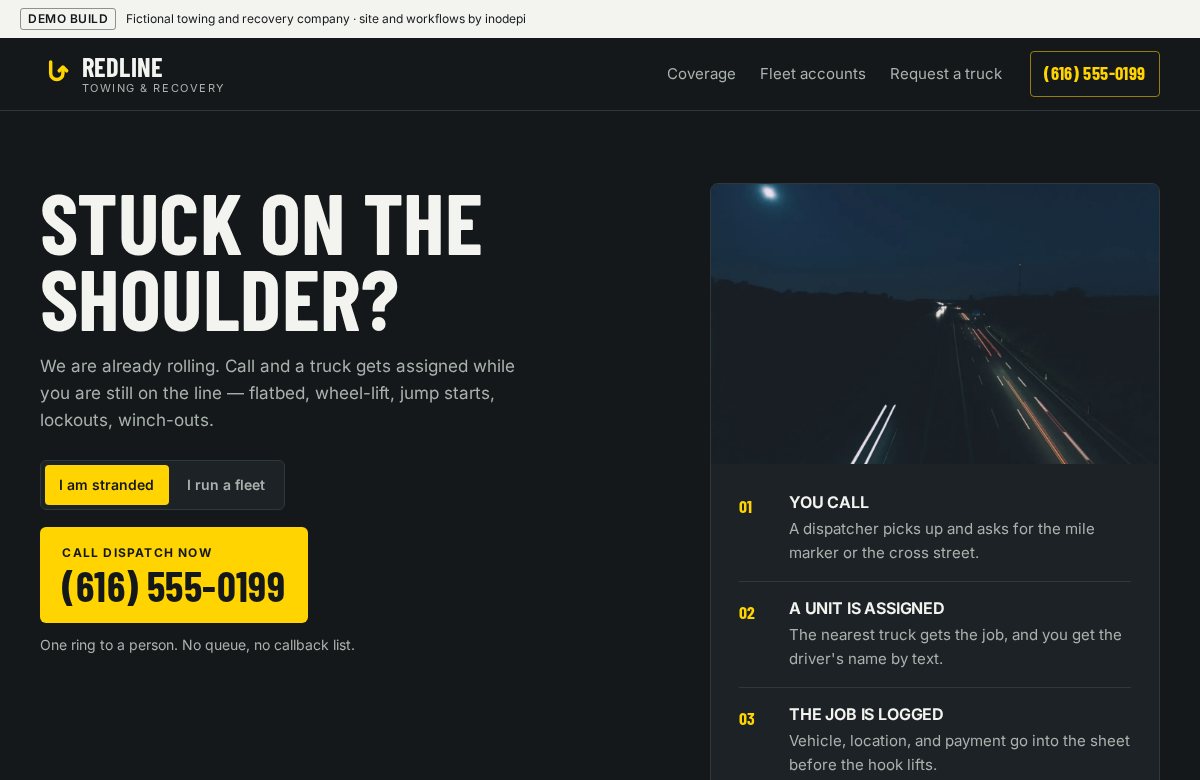 DEMO BUILD Fictional towing and recovery company · site and workflows by inodepi
REDLINE
TOWING & RECOVERY
Coverage Fleet accounts Request a truck (616) 555-0199
STUCK ON THE
SHOULDER?
We are already rolling. Call and a truck gets assigned while
you are still on the line — flatbed, wheel-lift, jump starts,
lockouts, winch-outs.
I am stranded I run a fleet
CALL DISPATCH NOW
(616) 555-0199
One ring to a person. No queue, no callback list.
01 YOU CALL
A dispatcher picks up and asks for the mile
marker or the cross street.
02 A UNIT IS ASSIGNED
The nearest truck gets the job, and you get the
driver's name by text.
03 THE JOB IS LOGGED
Vehicle, location, and payment go into the sheet
before the hook lifts.